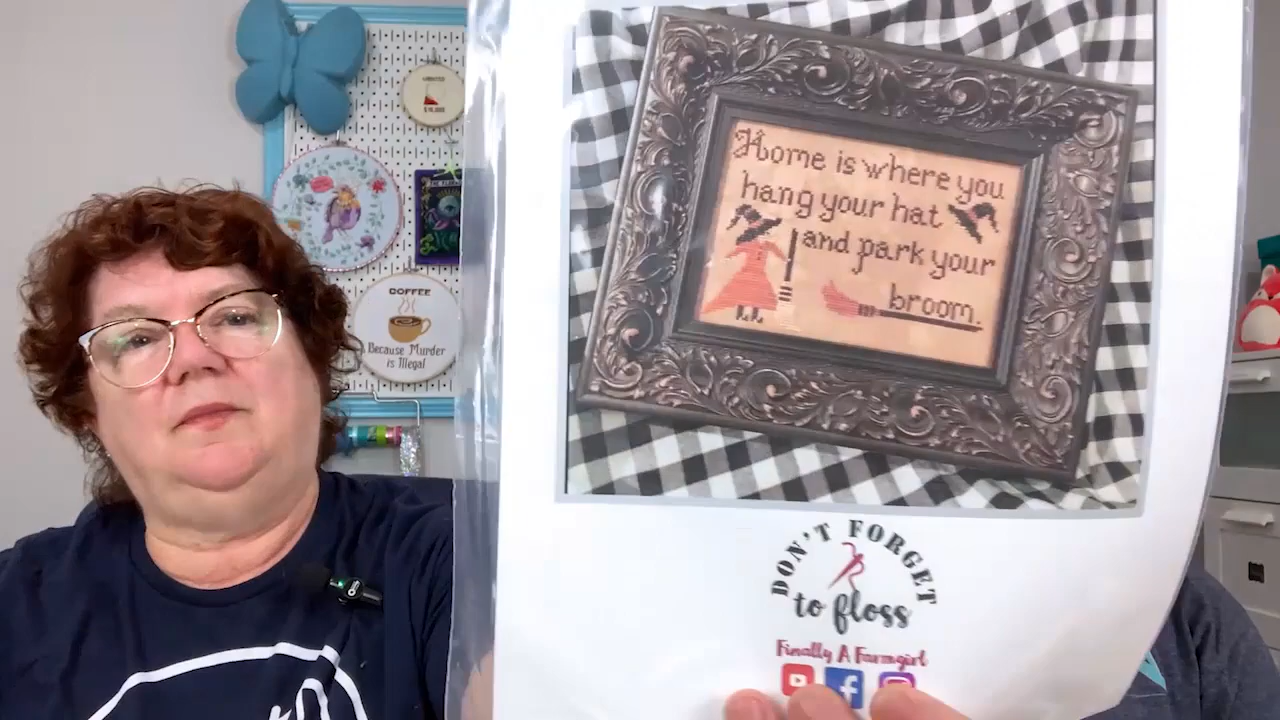 Home is where you
hang your hat
and park your
broom.
DON'T FORGET
to floss
Finally A Farmgirl
COFFEE
Because Murder
is Illegal